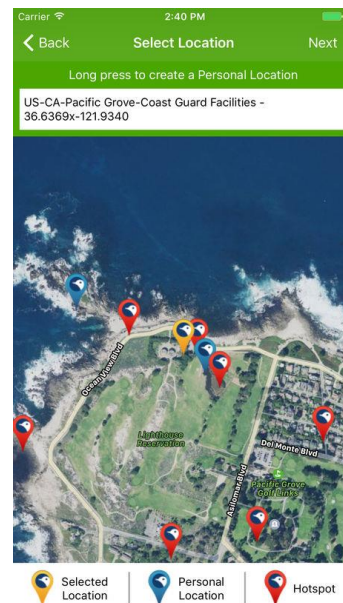 Carrier 2:40 PM
Back Select Location Next
Long press to create a Personal Location
US-CA-Pacific Grove-Coast Guard Facilities -
36.6369x-121.9340
Ocean View Blvd
Lighthouse
Reservation
Del Monte Blvd
Asilomar Blvd
Pacific Grove
Golf Links
Selected
Location
Personal
Location
Hotspot